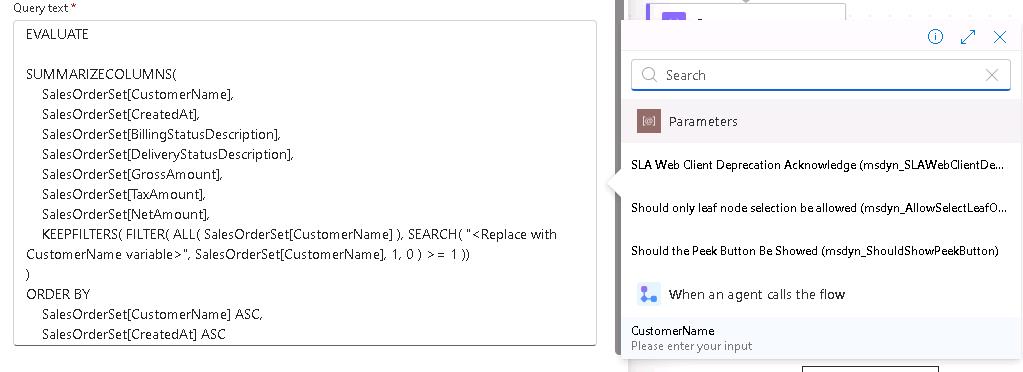 Query text *
EVALUATE
SUMMARIZECOLUMNS(
SalesOrderSet[CustomerName],
SalesOrderSet[CreatedAt],
SalesOrderSet[BillingStatusDescription],
SalesOrderSet[DeliveryStatusDescription],
SalesOrderSet[GrossAmount],
SalesOrderSet[TaxAmount],
SalesOrderSet[NetAmount],
KEEPFILTERS( FILTER( ALL( SalesOrderSet[CustomerName] ), SEARCH( "<Replace with
CustomerName variable>", SalesOrderSet[CustomerName], 1, 0 ) >= 1 ))
)
ORDER BY
SalesOrderSet[CustomerName] ASC,
SalesOrderSet[CreatedAt] ASC
Search
Parameters
SLA Web Client Deprecation Acknowledge (msdyn_SLAWebClientDe...
Should only leaf node selection be allowed (msdyn_AllowSelectLeafO...
Should the Peek Button Be Showed (msdyn_ShouldShowPeekButton)
When an agent calls the flow
CustomerName
Please enter your input